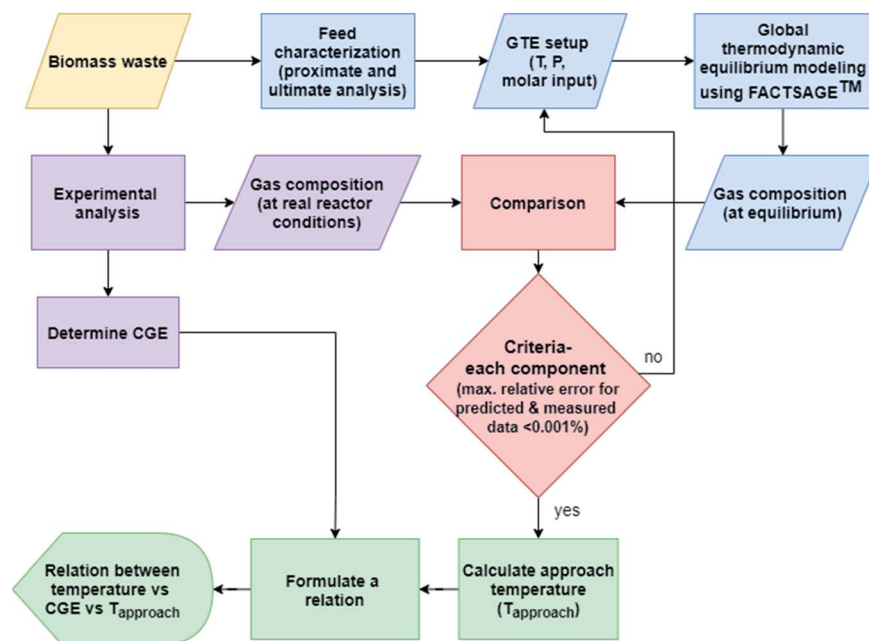 Biomass waste
Feed
characterization
(proximate and
ultimate analysis)
GTE setup
(T, P,
molar input)
Global
thermodynamic
equilibrium modeling
using FACTSAGE™
Experimental
analysis
Gas composition
(at real reactor
conditions)
Comparison
Gas composition
(at equilibrium)
Determine CGE
Criteria-
each component
(max. relative error for
predicted & measured
data <0.001%)
no
yes
Relation between
temperature vs
CGE vs Tapproach
Formulate a
relation
Calculate approach
temperature
(Tapproach)